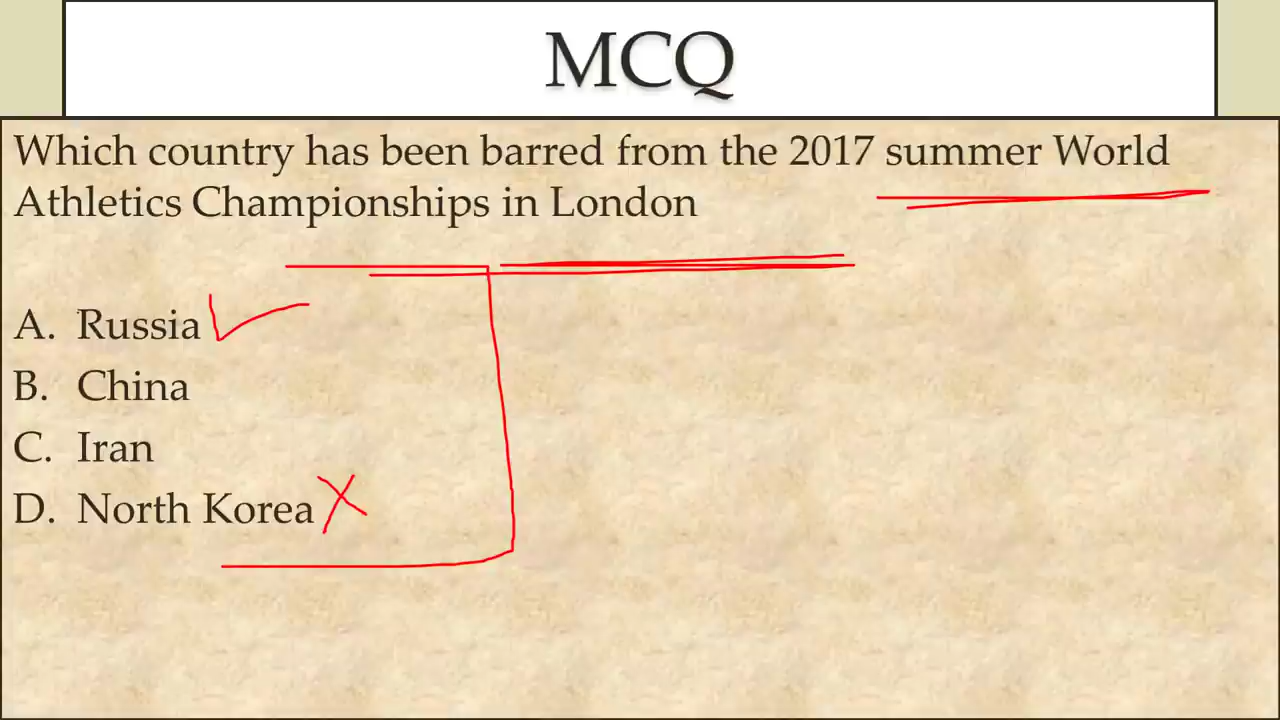 MCQ
Which country has been barred from the 2017 summer World
Athletics Championships in London
A. Russia
B. China
C. Iran
D. North Korea